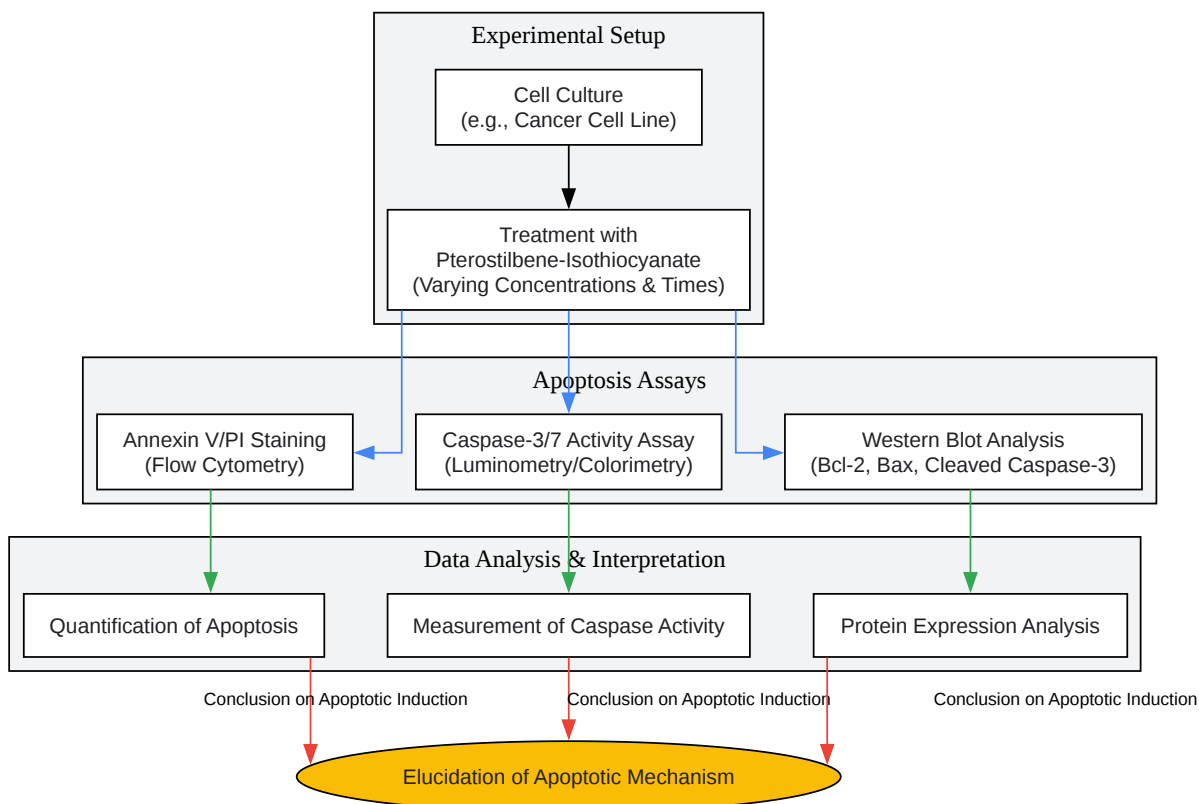 Experimental Setup
Cell Culture
(e.g., Cancer Cell Line)
Treatment with
Pterostilbene-Isothiocyanate
(Varying Concentrations & Times)
Apoptosis Assays
Annexin V/PI Staining
(Flow Cytometry)
Caspase-3/7 Activity Assay
(Luminometry/Colorimetry)
Western Blot Analysis
(Bcl-2, Bax, Cleaved Caspase-3)
Data Analysis & Interpretation
Quantification of Apoptosis
Measurement of Caspase Activity
Protein Expression Analysis
Conclusion on Apoptotic Induction
Conclusion on Apoptotic Induction
Conclusion on Apoptotic Induction
Elucidation of Apoptotic Mechanism